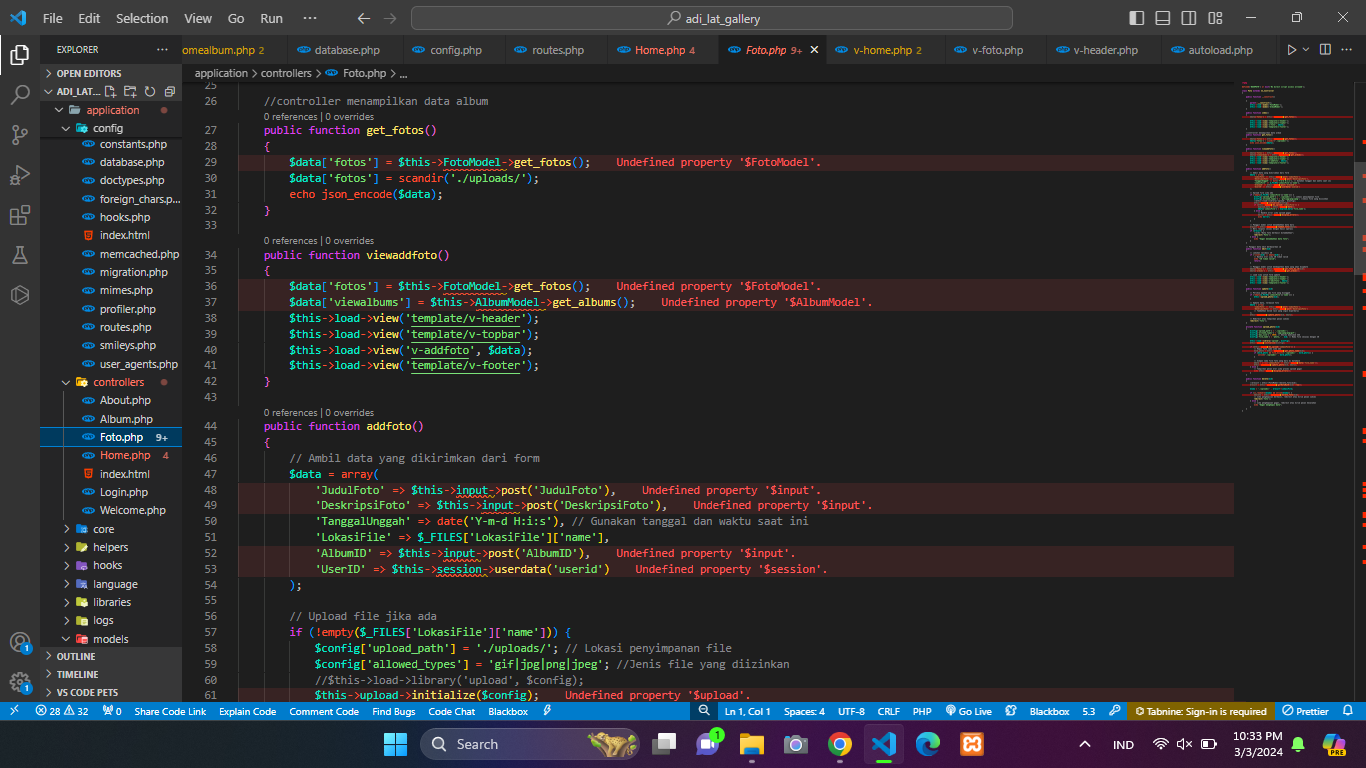 File Edit Selection View Go Run ··· adi_lat_gallery
EXPLORER ···
OPEN EDITORS
ADI_LAT...
application
config
constants.php
database.php
doctypes.php
foreign_chars.p...
hooks.php
index.html
memcached.php
migration.php
mimes.php
profiler.php
routes.php
smileys.php
user_agents.php
controllers
About.php
Album.php
Foto.php 9+
Home.php 4
index.html
Login.php
Welcome.php
core
helpers
hooks
language
libraries
logs
models
OUTLINE
TIMELINE
VS CODE PETS
omealbum.php 2 database.php config.php routes.php Home.php 4 Foto.php 9+ v-home.php 2 v-foto.php v-header.php autoload.php
application > controllers > Foto.php > ...
25
26 //controller menampilkan data album
0 references | 0 overrides
27 public function get_fotos()
28 {
29 $data['fotos'] = $this->FotoModel->get_fotos(); Undefined property '$FotoModel'.
30 $data['fotos'] = scandir('./uploads/');
31 echo json_encode($data);
32 }
33
0 references | 0 overrides
34 public function viewaddfoto()
35 {
36 $data['fotos'] = $this->FotoModel->get_fotos(); Undefined property '$FotoModel'.
37 $data['viewalbums'] = $this->AlbumModel->get_albums(); Undefined property '$AlbumModel'.
38 $this->load->view('template/v-header');
39 $this->load->view('template/v-topbar');
40 $this->load->view('v-addfoto', $data);
41 $this->load->view('template/v-footer');
42 }
43
0 references | 0 overrides
44 public function addfoto()
45 {
46 // Ambil data yang dikirimkan dari form
47 $data = array(
48 'JudulFoto' => $this->input->post('JudulFoto'), Undefined property '$input'.
49 'DeskripsiFoto' => $this->input->post('DeskripsiFoto'), Undefined property '$input'.
50 'TanggalUnggah' => date('Y-m-d H:i:s'), // Gunakan tanggal dan waktu saat ini
51 'LokasiFile' => $_FILES['LokasiFile']['name'],
52 'AlbumID' => $this->input->post('AlbumID'), Undefined property '$input'.
53 'UserID' => $this->session->userdata('userid') Undefined property '$session'.
54 );
55
56 // Upload file jika ada
57 if (!empty($_FILES['LokasiFile']['name'])) {
58 $config['upload_path'] = './uploads/'; // Lokasi penyimpanan file
59 $config['allowed_types'] = 'gif|jpg|png|jpeg'; //Jenis file yang diizinkan
60 //$this->load->library('upload', $config);
61 $this->upload->initialize($config); Undefined property '$upload'.
1
1
28 32 0 Share Code Link Explain Code Comment Code Find Bugs Code Chat Blackbox Ln 1, Col 1 Spaces: 4 UTF-8 CRLF PHP Go Live Blackbox 5.3 Tabnine: Sign-in is required Prettier
Search 1 IND 10:33 PM
3/3/2024
PRE